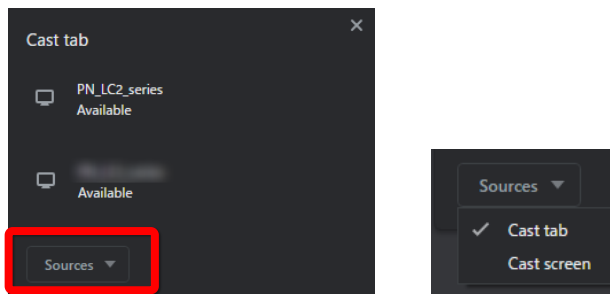 Cast tab
PN_LC2_series
Available
Available
Sources
Sources
Cast tab
Cast screen